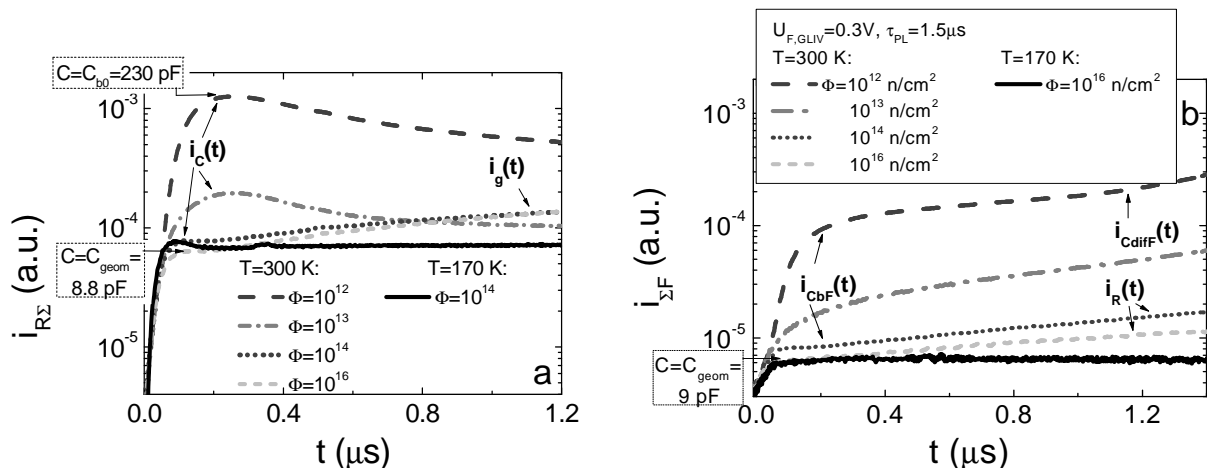 C=C_b0=230 pF
10^-3
i_C(t)
i_g(t)
10^-4
C=C_geom=
8.8 pF
10^-5
i_RΣ (a.u.)
T=300 K: T=170 K:
Φ=10^12 Φ=10^14
Φ=10^13
Φ=10^14
Φ=10^16
a
0.0 0.4 0.8 1.2
t (μs)
U_F,GLIV=0.3V, τ_PL=1.5μs
T=300 K: T=170 K:
Φ=10^12 n/cm^2 Φ=10^16 n/cm^2
10^13 n/cm^2
10^14 n/cm^2
10^16 n/cm^2
b
10^-3
10^-4
i_CdifF(t)
i_CbF(t)
i_R(t)
10^-5
C=C_geom=
9 pF
i_ΣF (a.u.)
0.0 0.4 0.8 1.2
t (μs)